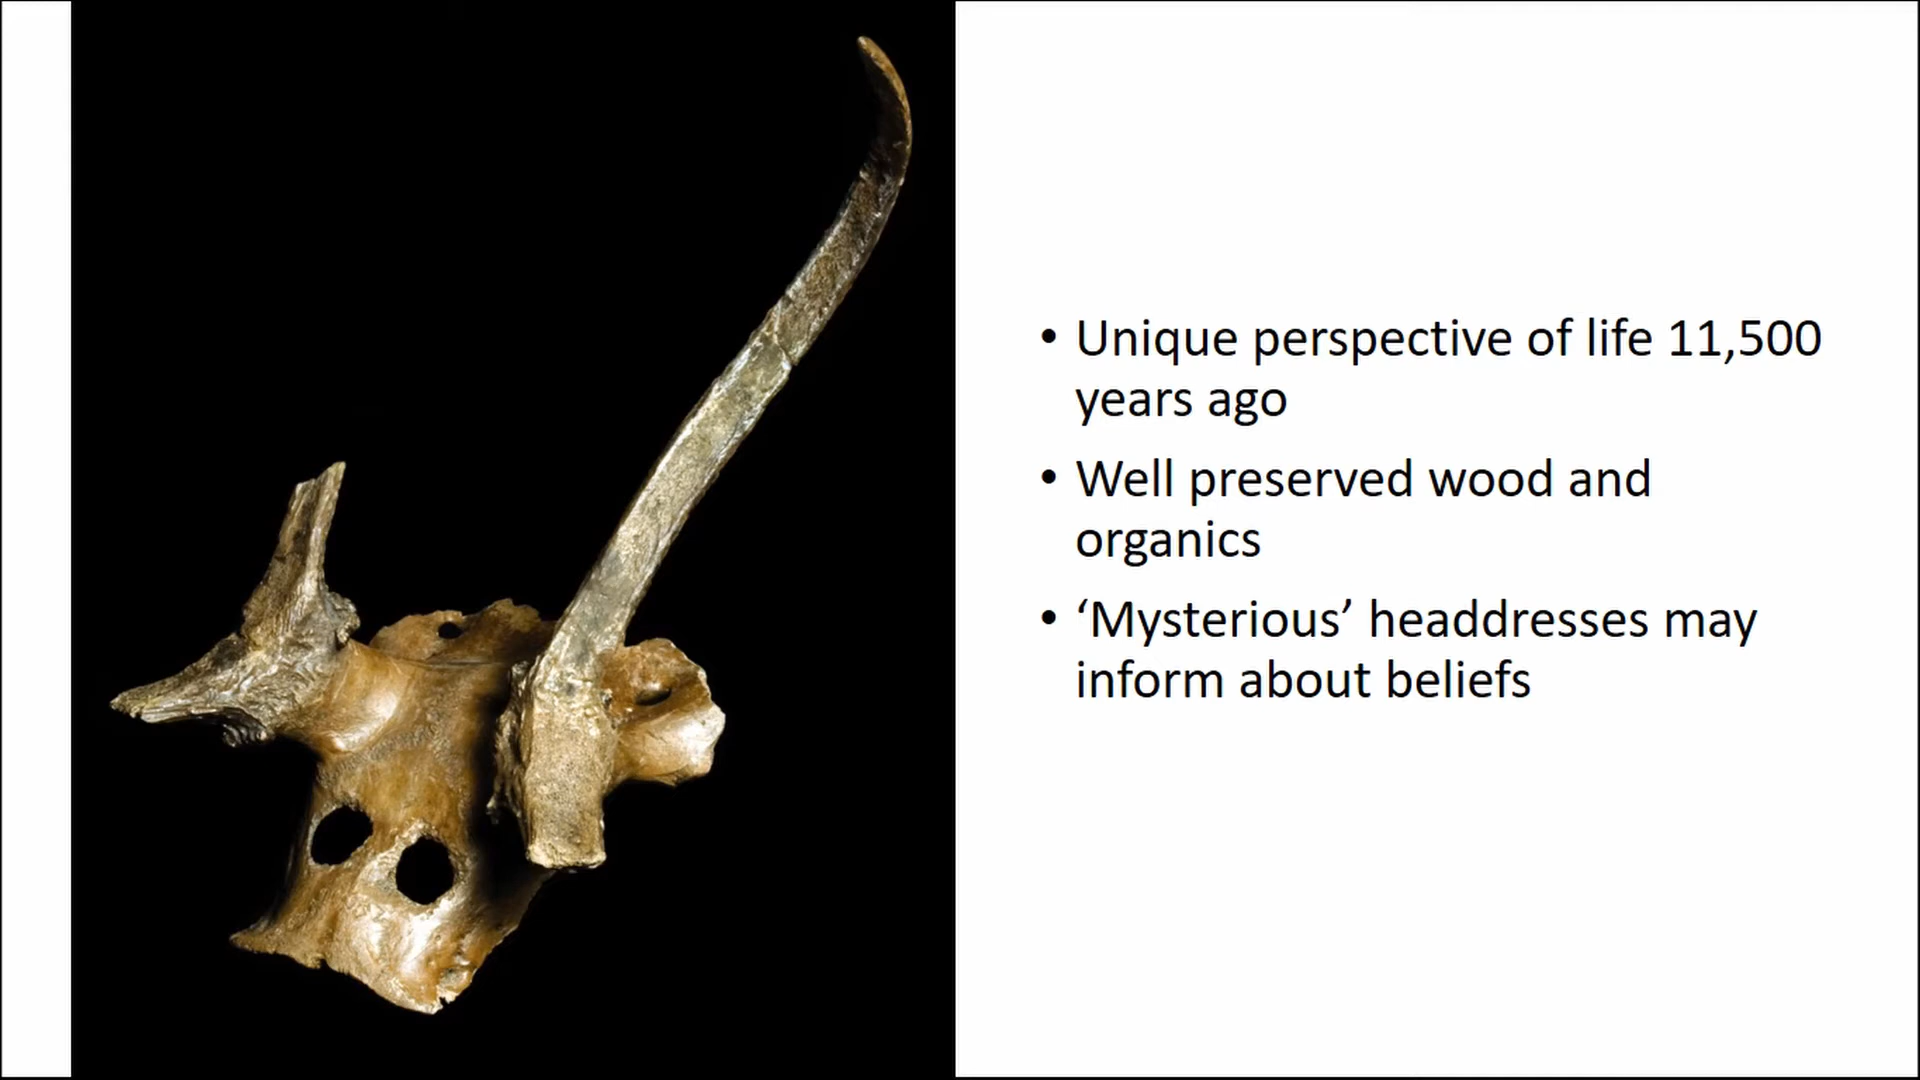 • Unique perspective of life 11,500
years ago
• Well preserved wood and
organics
• ‘Mysterious’ headdresses may
inform about beliefs